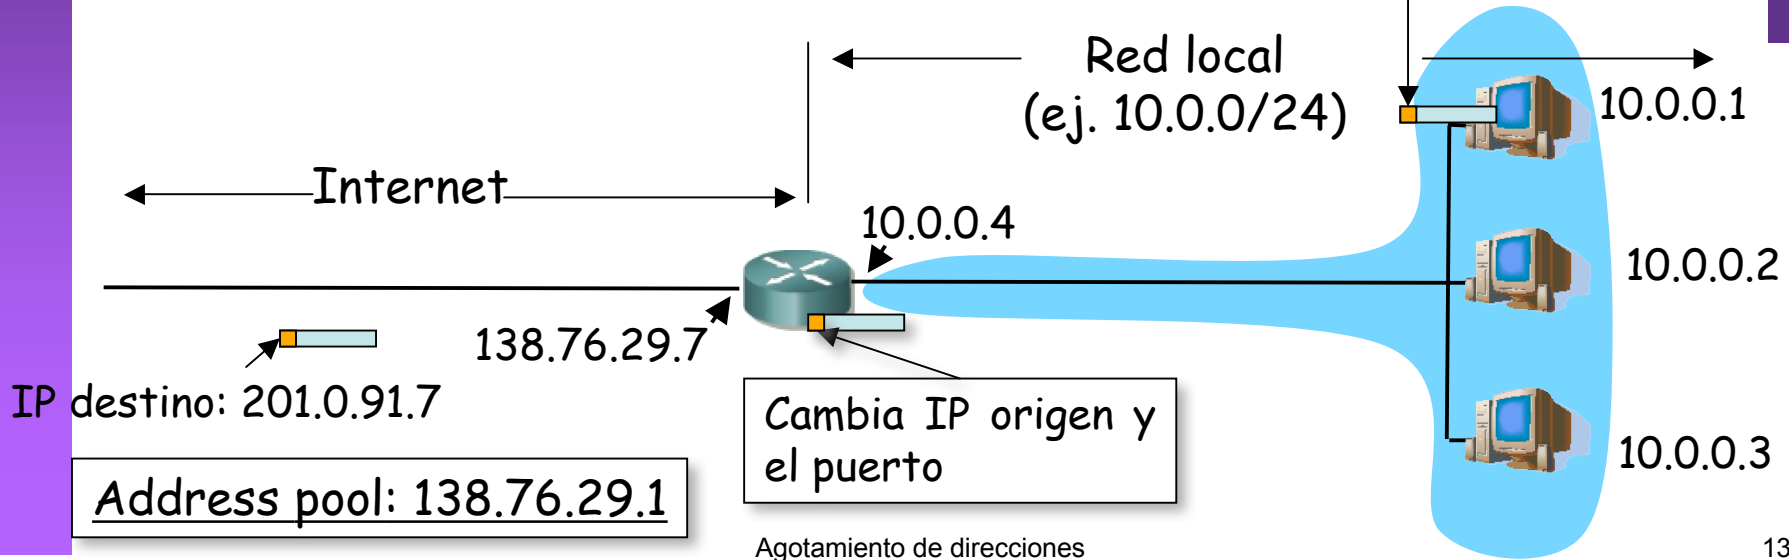 Red local
(ej. 10.0.0/24)
10.0.0.1
Internet
10.0.0.4
10.0.0.2
138.76.29.7
IP destino: 201.0.91.7
Cambia IP origen y
el puerto
10.0.0.3
Address pool: 138.76.29.1
Agotamiento de direcciones
13